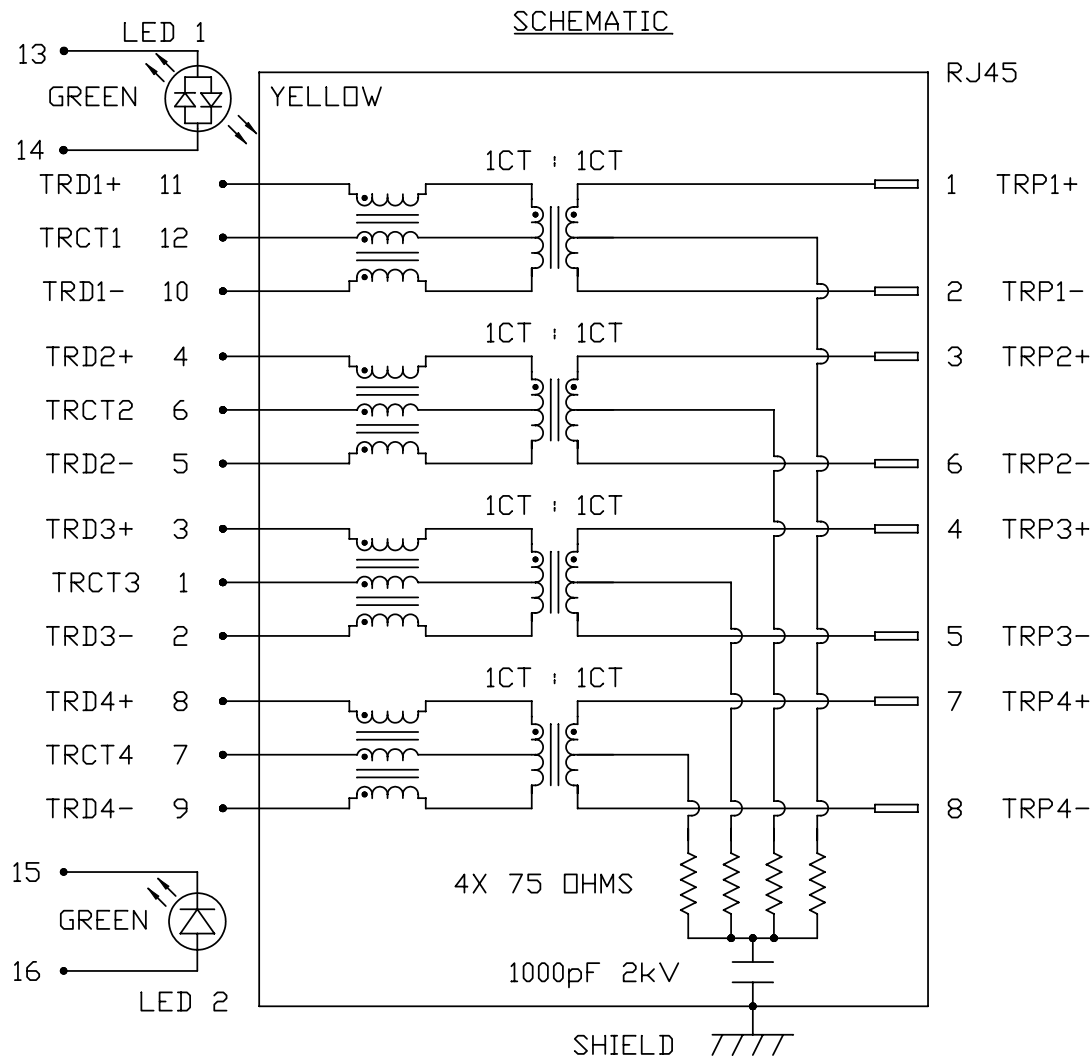 SCHEMATIC
LED 1
13
GREEN
YELLOW
RJ45
14
1CT : 1CT
TRD1+ 11
1 TRP1+
TRCT1 12
TRD1- 10
2 TRP1-
1CT : 1CT
TRD2+ 4
3 TRP2+
TRCT2 6
TRD2- 5
6 TRP2-
1CT : 1CT
TRD3+ 3
4 TRP3+
TRCT3 1
TRD3- 2
5 TRP3-
1CT : 1CT
TRD4+ 8
7 TRP4+
TRCT4 7
TRD4- 9
8 TRP4-
15
4X 75 OHMS
GREEN
16
1000pF 2kV
LED 2
SHIELD